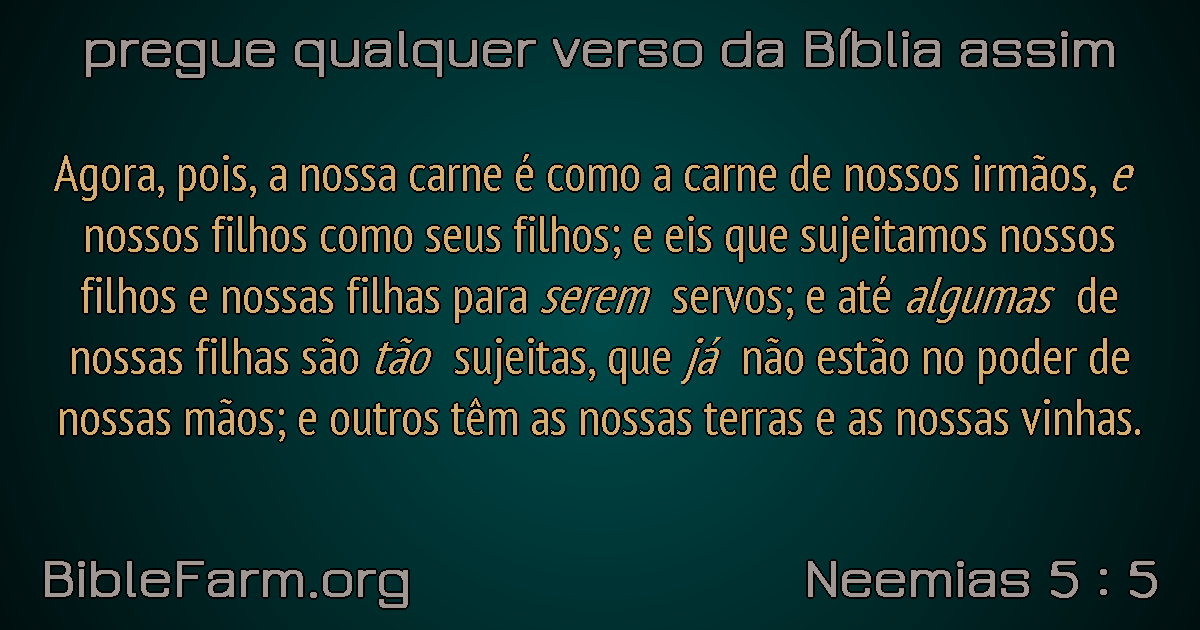 pregue qualquer verso da Bíblia assim
Agora, pois, a nossa carne é como a carne de nossos irmãos, e
nossos filhos como seus filhos; e eis que sujeitamos nossos
filhos e nossas filhas para serem servos; e até algumas de
nossas filhas são tão sujeitas, que já não estão no poder de
nossas mãos; e outros têm as nossas terras e as nossas vinhas.
BibleFarm.org
Neemias 5 : 5